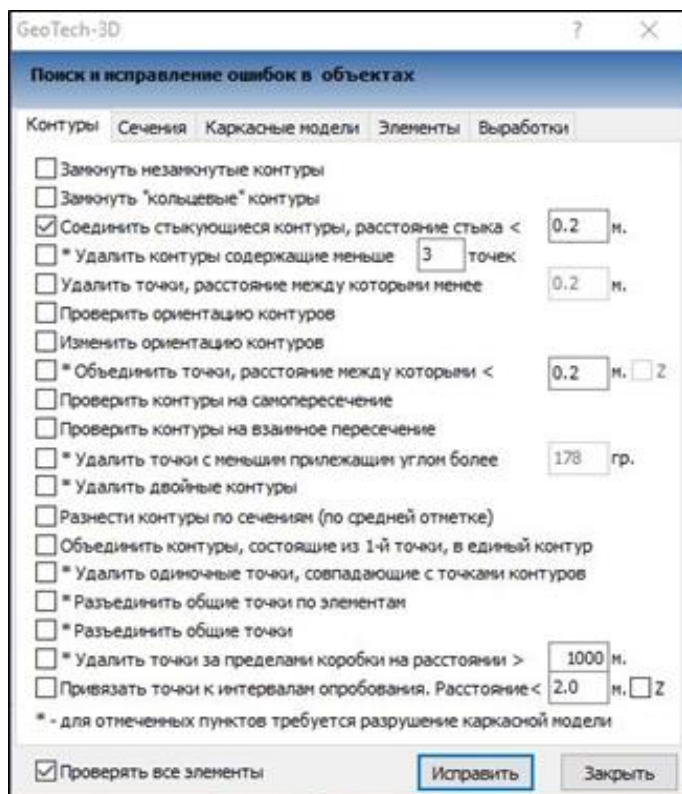 GeoTech-3D ? ×
Поиск и исправление ошибок в объектах
Контуры Сечения Каркасные модели Элементы Выработки
Замкнуть незамкнутые контуры
Замкнуть "кольцевые" контуры
Соединить стыкующиеся контуры, расстояние стыка < 0.2 м.
* Удалить контуры содержащие меньше 3 точек
Удалить точки, расстояние между которыми менее 0.2 м.
Проверить ориентацию контуров
Изменить ориентацию контуров
* Объединить точки, расстояние между которыми < 0.2 м. Z
Проверить контуры на самопересечение
Проверить контуры на взаимное пересечение
* Удалить точки с меньшим прилежащим углом более 178 гр.
* Удалить двойные контуры
Разнести контуры по сечениям (по средней отметке)
Объединить контуры, состоящие из 1-й точки, в единый контур
* Удалить одиночные точки, совпадающие с точками контуров
* Разъединить общие точки по элементам
* Разъединить общие точки
* Удалить точки за пределами коробки на расстоянии > 1000 м.
Привязать точки к интервалам опробования. Расстояние< 2.0 м. Z
* - для отмеченных пунктов требуется разрушение каркасной модели
Проверять все элементы Исправить Закрыть